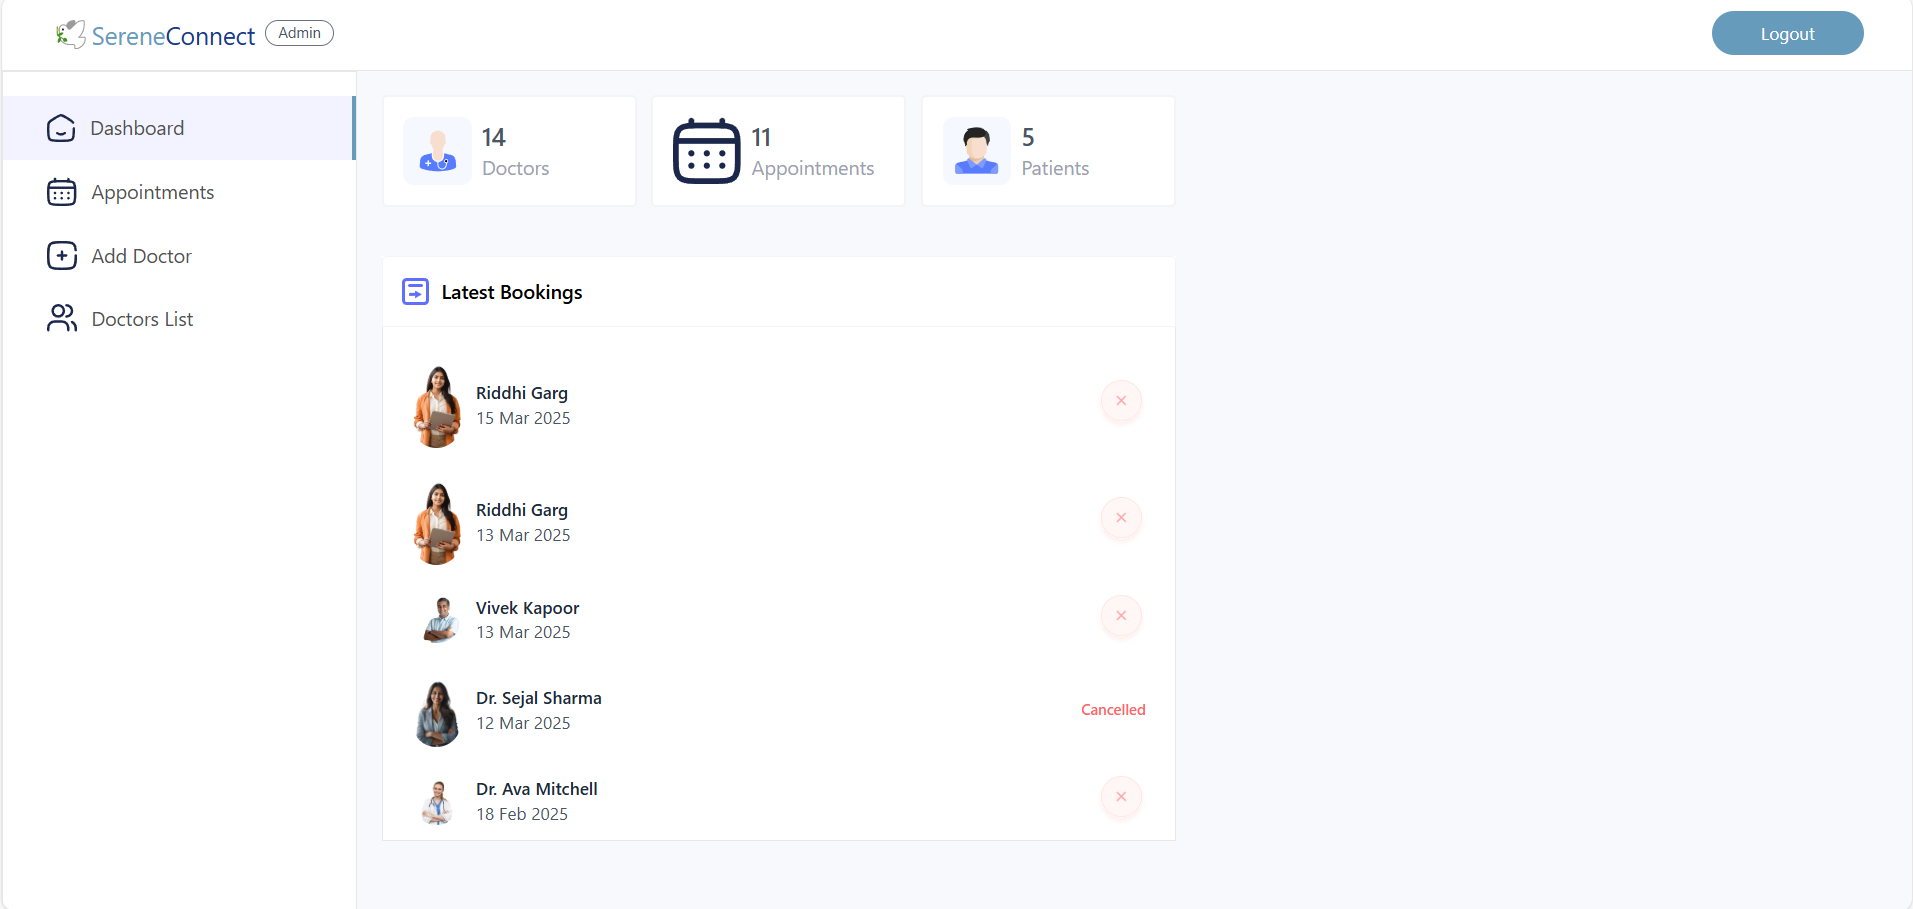 SereneConnect Admin
Logout
Dashboard
Appointments
Add Doctor
Doctors List
14
Doctors
11
Appointments
5
Patients
Latest Bookings
Riddhi Garg
15 Mar 2025
Riddhi Garg
13 Mar 2025
Vivek Kapoor
13 Mar 2025
Dr. Sejal Sharma
12 Mar 2025
Cancelled
Dr. Ava Mitchell
18 Feb 2025